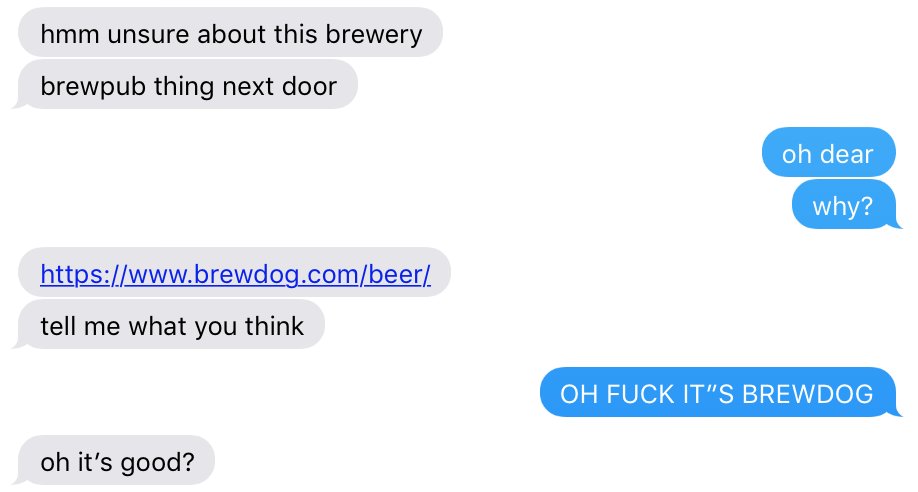 hmm unsure about this brewery
brewpub thing next door
oh dear
why?
https://www.brewdog.com/beer/
tell me what you think
OH FUCK IT”S BREWDOG
oh it’s good?